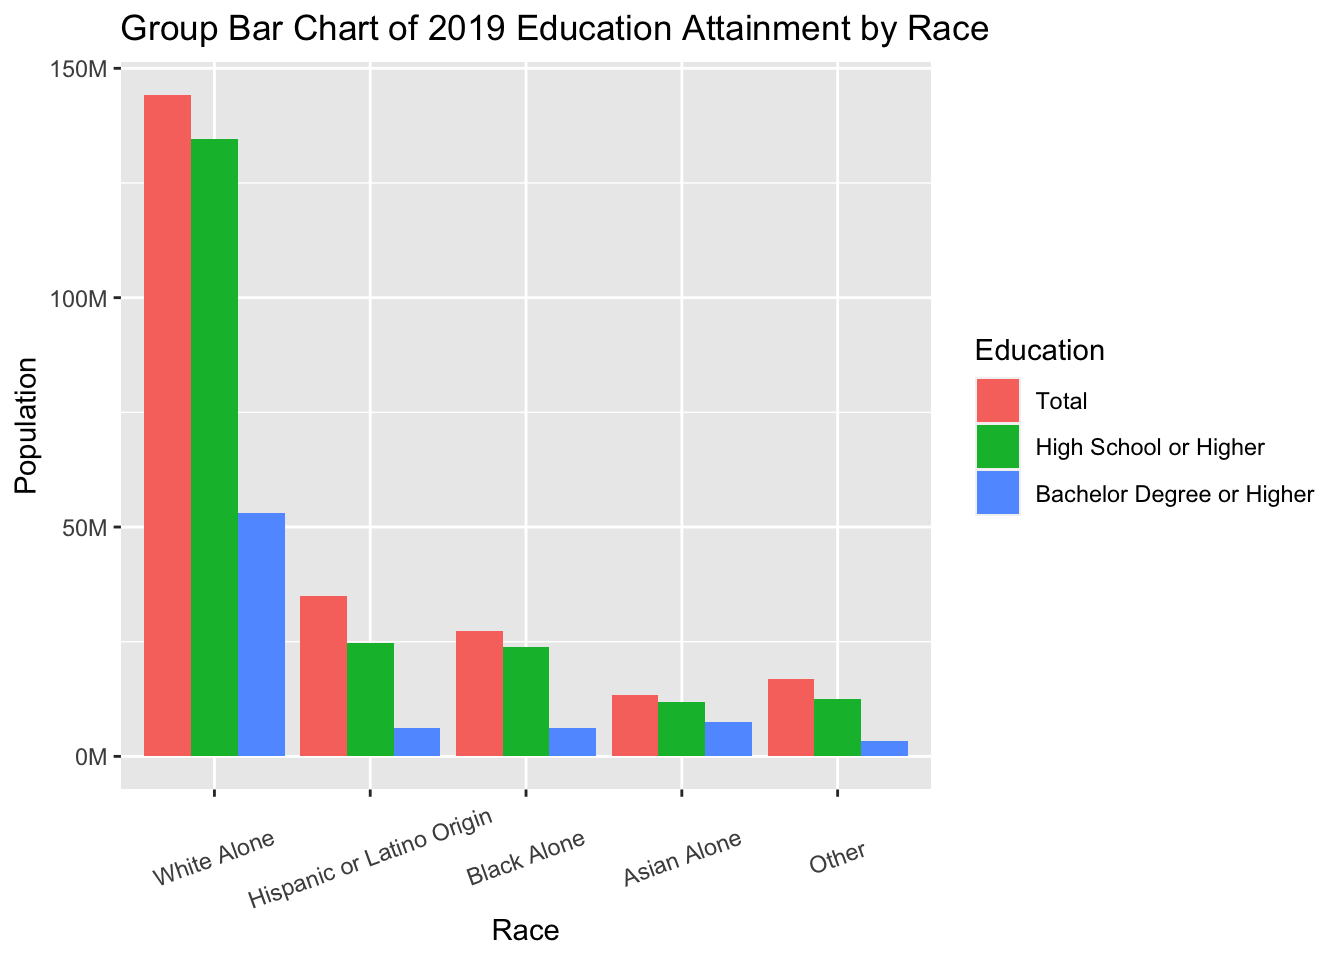 Group Bar Chart of 2019 Education Attainment by Race
150M
100M
50M
0M
Population
White Alone
Hispanic or Latino Origin
Black Alone
Asian Alone
Other
Race
Education
Total
High School or Higher
Bachelor Degree or Higher